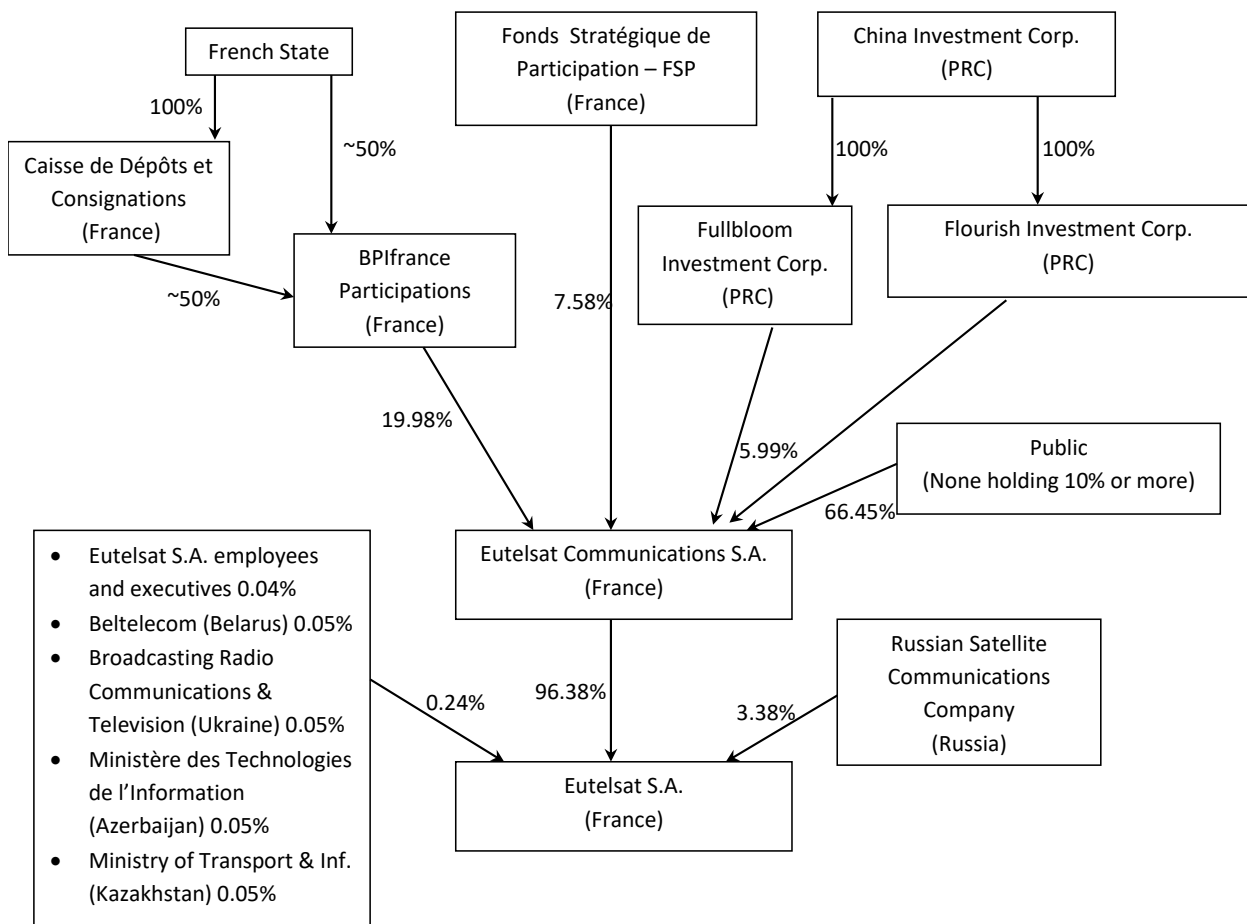 French State
Fonds Stratégique de
Participation – FSP
(France)
China Investment Corp.
(PRC)
100%
~50%
100%
100%
Caisse de Dépôts et
Consignations
(France)
~50%
BPIfrance
Participations
(France)
7.58%
Fullbloom
Investment Corp.
(PRC)
Flourish Investment Corp.
(PRC)
19.98%
5.99%
66.45%
Public
(None holding 10% or more)
Eutelsat Communications S.A.
(France)
• Eutelsat S.A. employees
and executives 0.04%
• Beltelecom (Belarus) 0.05%
• Broadcasting Radio
Communications &
Television (Ukraine) 0.05%
• Ministère des Technologies
de l’Information
(Azerbaijan) 0.05%
• Ministry of Transport & Inf.
(Kazakhstan) 0.05%
0.24%
96.38%
3.38%
Russian Satellite
Communications
Company
(Russia)
Eutelsat S.A.
(France)